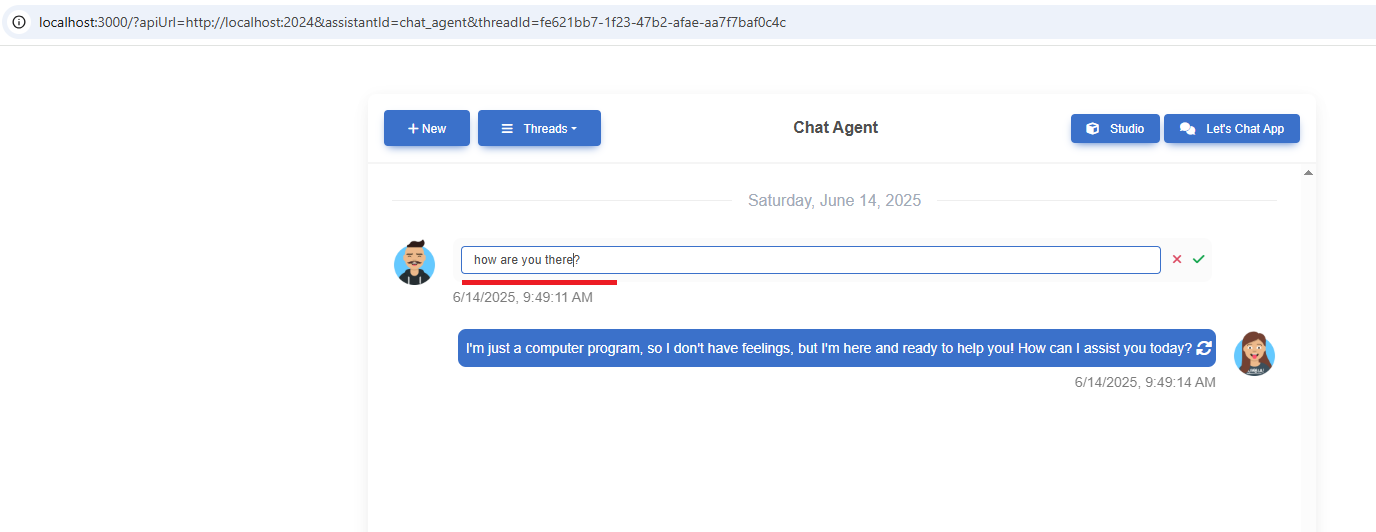 localhost:3000/?apiUrl=http://localhost:2024&assistantId=chat_agent&threadId=fe621bb7-1f23-47b2-afae-aa7f7baf0c4c
+ New Threads Chat Agent Studio Let's Chat App
Saturday, June 14, 2025
how are you there?
6/14/2025, 9:49:11 AM
I'm just a computer program, so I don't have feelings, but I'm here and ready to help you! How can I assist you today?
6/14/2025, 9:49:14 AM